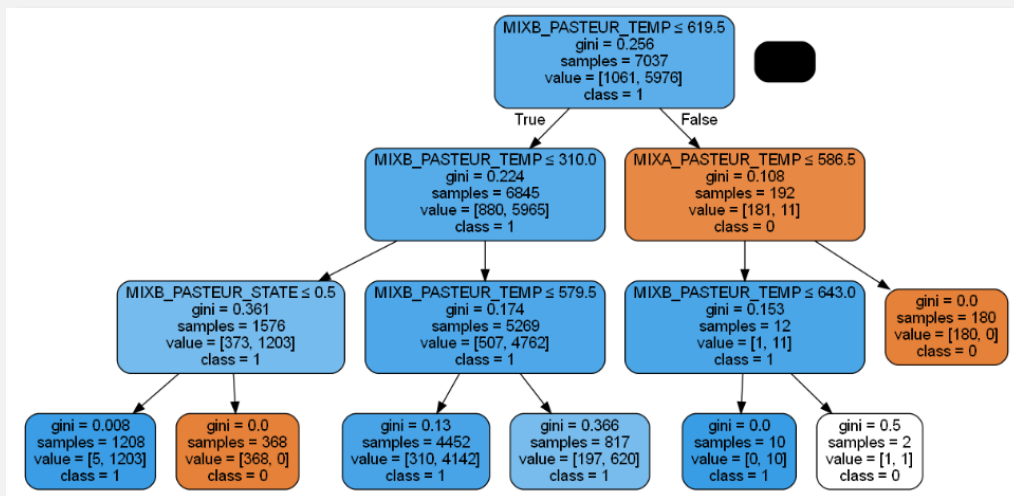 MIXB_PASTEUR_TEMP ≤ 619.5
gini = 0.256
samples = 7037
value = [1061, 5976]
class = 1
True
False
MIXB_PASTEUR_TEMP ≤ 310.0
gini = 0.224
samples = 6845
value = [880, 5965]
class = 1
MIXA_PASTEUR_TEMP ≤ 586.5
gini = 0.108
samples = 192
value = [181, 11]
class = 0
MIXB_PASTEUR_STATE ≤ 0.5
gini = 0.361
samples = 1576
value = [373, 1203]
class = 1
MIXB_PASTEUR_TEMP ≤ 579.5
gini = 0.174
samples = 5269
value = [507, 4762]
class = 1
MIXB_PASTEUR_TEMP ≤ 643.0
gini = 0.153
samples = 12
value = [1, 11]
class = 1
gini = 0.0
samples = 180
value = [180, 0]
class = 0
gini = 0.008
samples = 1208
value = [5, 1203]
class = 1
gini = 0.0
samples = 368
value = [368, 0]
class = 0
gini = 0.13
samples = 4452
value = [310, 4142]
class = 1
gini = 0.366
samples = 817
value = [197, 620]
class = 1
gini = 0.0
samples = 10
value = [0, 10]
class = 1
gini = 0.5
samples = 2
value = [1, 1]
class = 0